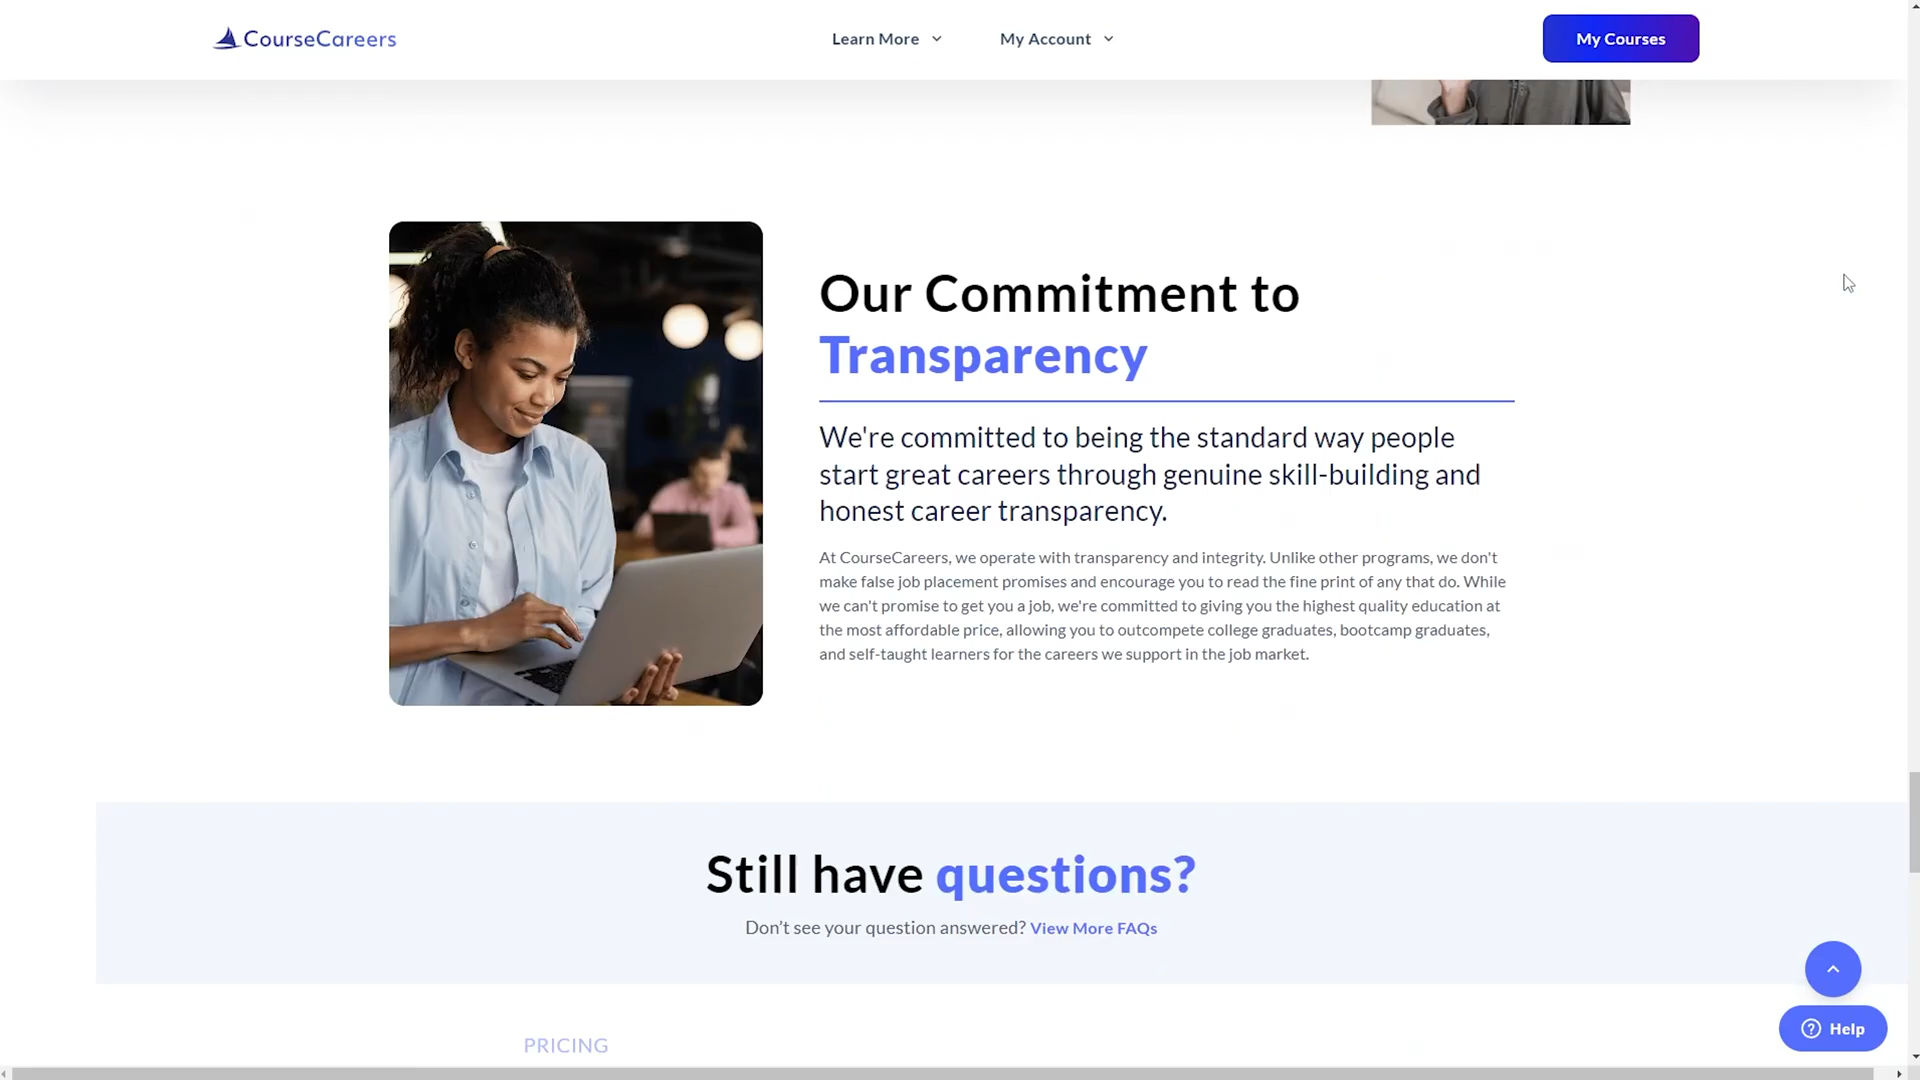 CourseCareers
Learn More
My Account
My Courses
Our Commitment to
Transparency
We're committed to being the standard way people
start great careers through genuine skill-building and
honest career transparency.
At CourseCareers, we operate with transparency and integrity. Unlike other programs, we don't
make false job placement promises and encourage you to read the fine print of any that do. While
we can't promise to get you a job, we're committed to giving you the highest quality education at
the most affordable price, allowing you to outcompete college graduates, bootcamp graduates,
and self-taught learners for the careers we support in the job market.
Still have questions?
Don’t see your question answered? View More FAQs
Help
PRICING